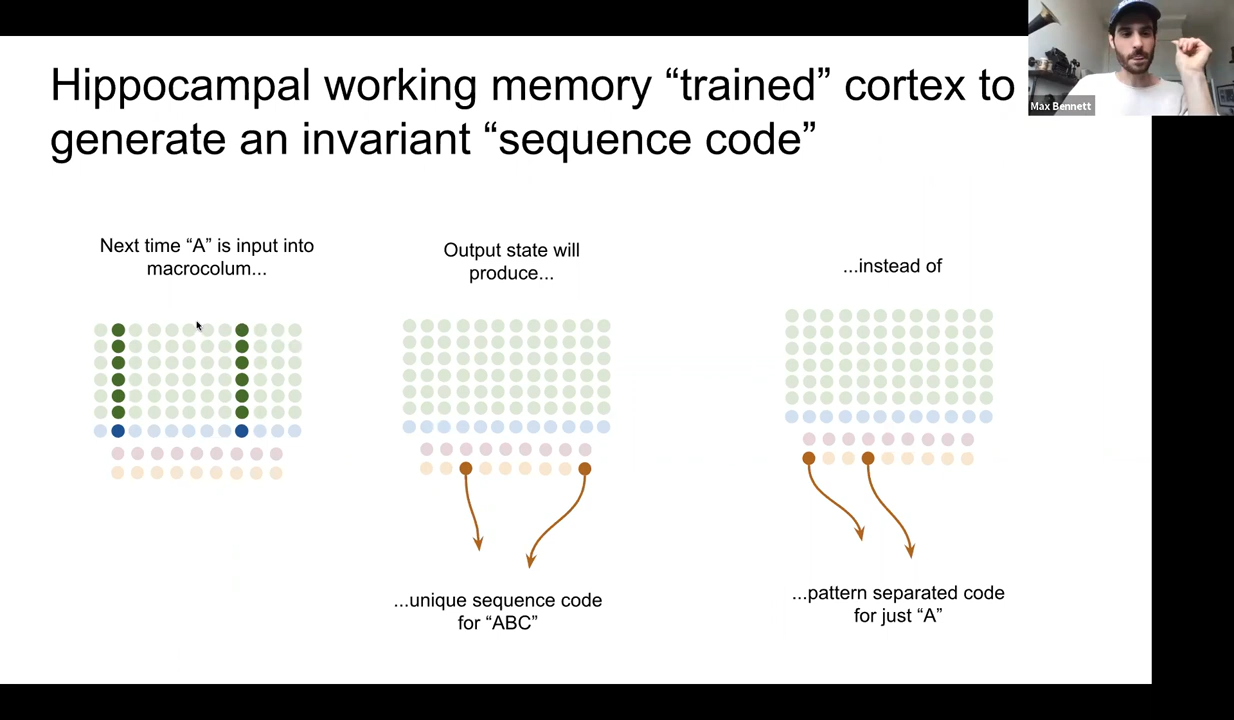 Hippocampal working memory “trained” cortex to
generate an invariant “sequence code”
Max Bennett
Next time “A” is input into
macrocolum...
Output state will
produce...
...instead of
...unique sequence code
for “ABC”
...pattern separated code
for just “A”